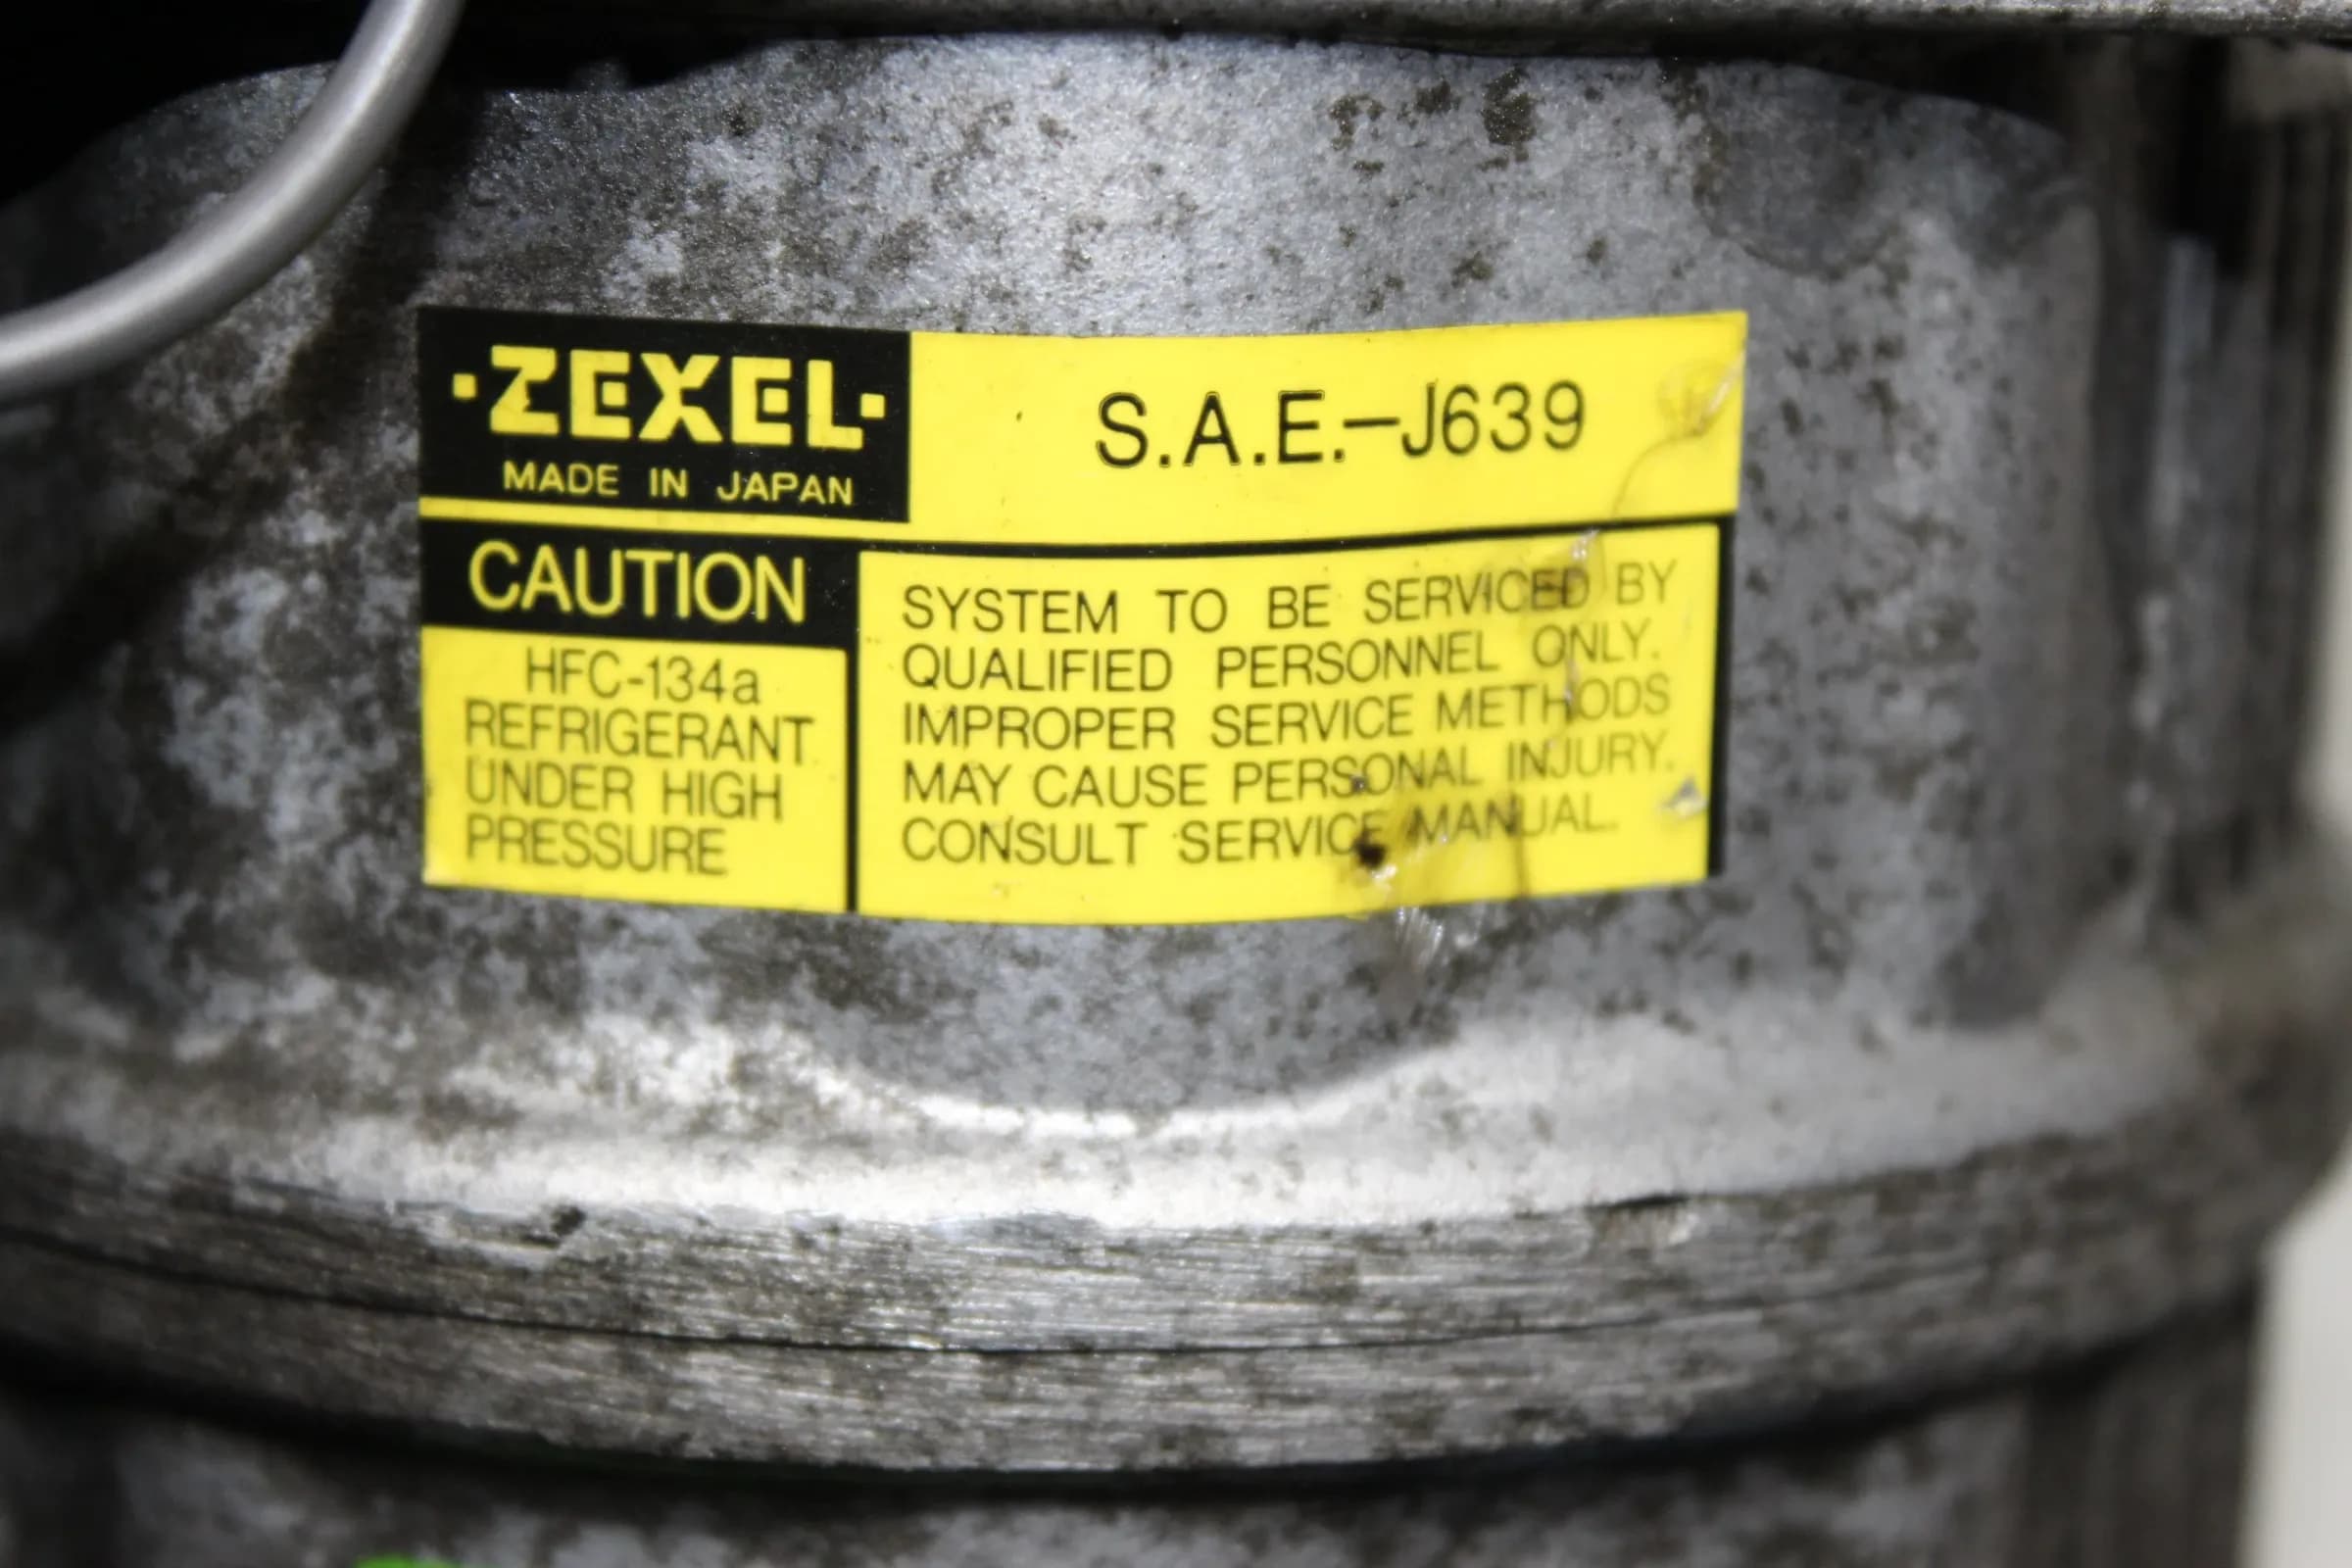 ·ZEXEL·
MADE IN JAPAN
S.A.E.-J639
CAUTION
HFC-134a
REFRIGERANT
UNDER HIGH
PRESSURE
SYSTEM TO BE SERVICED BY
QUALIFIED PERSONNEL ONLY.
IMPROPER SERVICE METHODS
MAY CAUSE PERSONAL INJURY.
CONSULT SERVICE MANUAL.